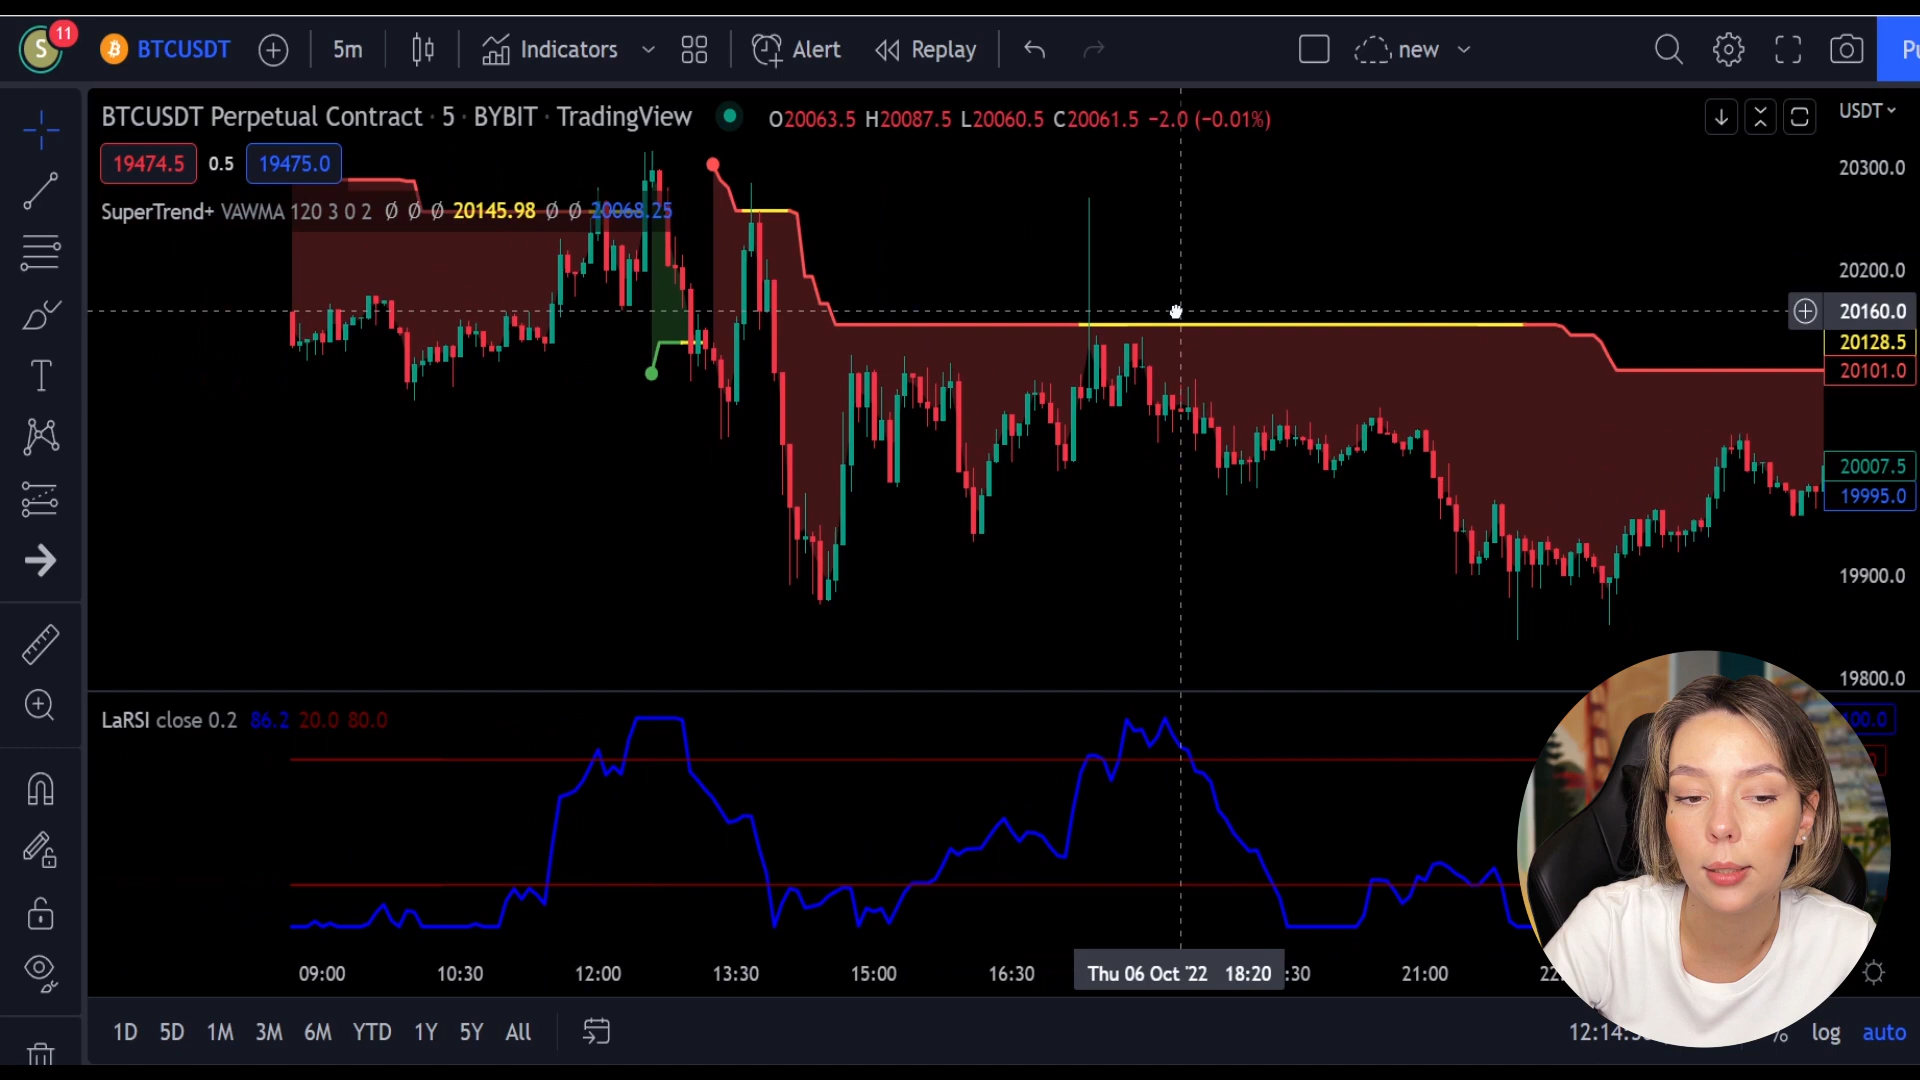 S 11 BTCUSDT 5m Indicators Alert Replay new Pu
BTCUSDT Perpetual Contract · 5 · BYBIT · TradingView O20063.5 H20087.5 L20060.5 C20061.5 −2.0 (−0.01%) USDT
19474.5 0.5 19475.0
SuperTrend+ VAWMA 120 3 0 2 Ø Ø Ø 20145.98 Ø Ø 20068.25
20300.0
20200.0
20160.0
20128.5
20101.0
20007.5
19995.0
19900.0
19800.0
LaRSI close 0.2 86.2 20.0 80.0
T
09:00 10:30 12:00 13:30 15:00 16:30 Thu 06 Oct '22 18:20 :30 21:00
1D 5D 1M 3M 6M YTD 1Y 5Y All % log auto